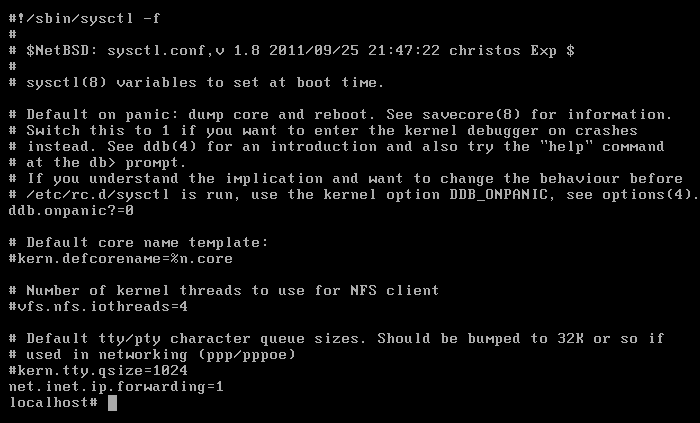 #!/sbin/sysctl -f
#
# $NetBSD: sysctl.conf,v 1.8 2011/09/25 21:47:22 christos Exp $
#
# sysctl(8) variables to set at boot time.
# Default on panic: dump core and reboot. See savecore(8) for information.
# Switch this to 1 if you want to enter the kernel debugger on crashes
# instead. See ddb(4) for an introduction and also try the "help" command
# at the db> prompt.
# If you understand the implication and want to change the behaviour before
# /etc/rc.d/sysctl is run, use the kernel option DDB_ONPANIC, see options(4).
ddb.onpanic?=0
# Default core name template:
#kern.defcorename=%n.core
# Number of kernel threads to use for NFS client
#vfs.nfs.iothreads=4
# Default tty/pty character queue sizes. Should be bumped to 32K or so if
# used in networking (ppp/pppoe)
#kern.tty.qsize=1024
net.inet.ip.forwarding=1
localhost#